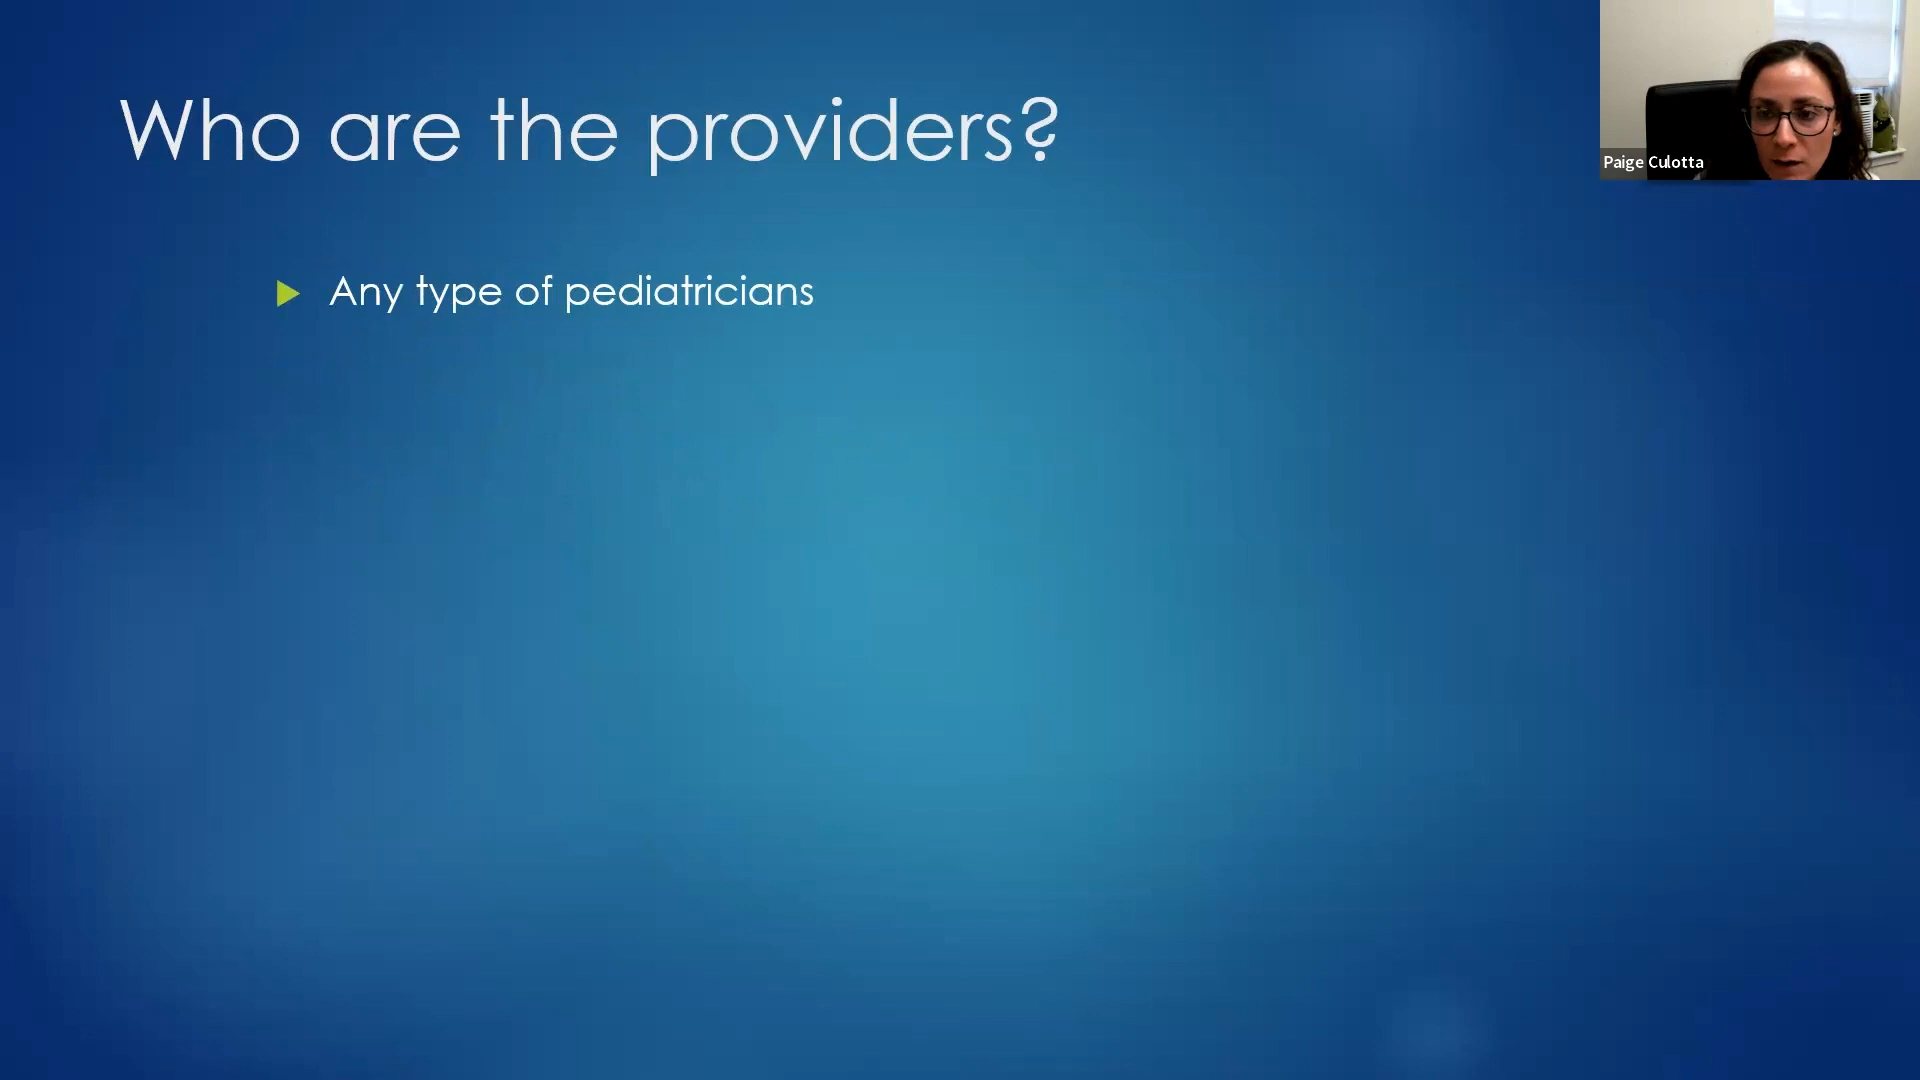 Who are the providers?
Paige Culotta
Any type of pediatricians